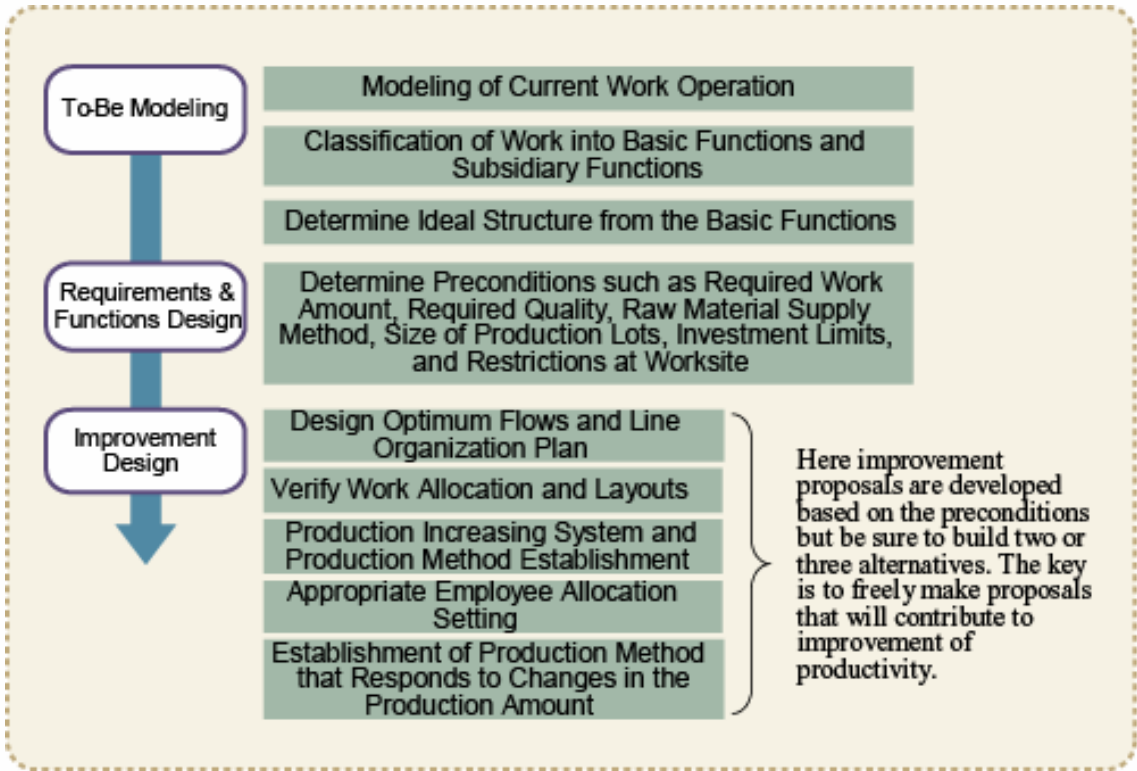 To-Be Modeling
Modeling of Current Work Operation
Classification of Work into Basic Functions and
Subsidiary Functions
Determine Ideal Structure from the Basic Functions
Requirements &
Functions Design
Determine Preconditions such as Required Work
Amount, Required Quality, Raw Material Supply
Method, Size of Production Lots, Investment Limits,
and Restrictions at Worksite
Improvement
Design
Design Optimum Flows and Line
Organization Plan
Verify Work Allocation and Layouts
Production Increasing System and
Production Method Establishment
Appropriate Employee Allocation
Setting
Establishment of Production Method
that Responds to Changes in the
Production Amount
Here improvement
proposals are developed
based on the preconditions
but be sure to build two or
three alternatives. The key
is to freely make proposals
that will contribute to
improvement of
productivity.